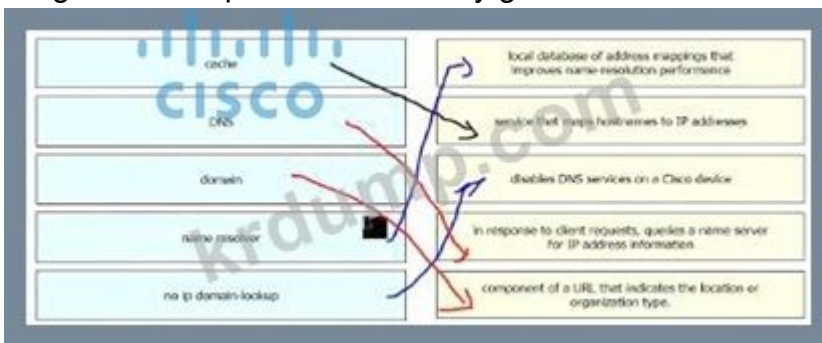 cache
local database of address mappings that
improves name-resolution performance
CISCO
DNS
service that maps hostnames to IP addresses
domain
disables DNS services on a Cisco device
name resolver
in response to client requests, queries a name server
for IP address information
no ip domain-lookup
component of a URL that indicates the location or
organization type.
krdump.com